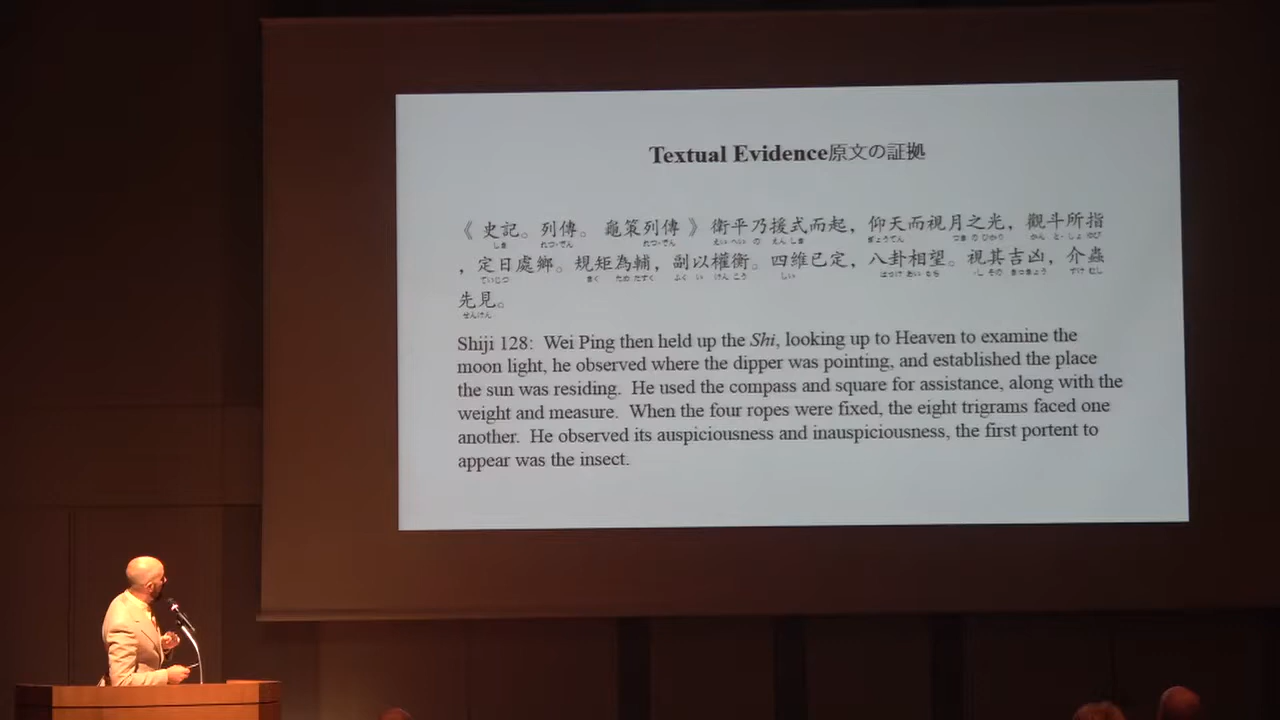 Textual Evidence原文の証拠
《 史記。列傳。 龜策列傳 》 衛平乃援式而起，仰天而視月之光，觀斗所指
，定日處鄉。規矩為輔，副以權衡。四維已定，八卦相望。視其吉凶，介蟲
先見。
せんけん
Shiji 128: Wei Ping then held up the Shi, looking up to Heaven to examine the
moon light, he observed where the dipper was pointing, and established the place
the sun was residing. He used the compass and square for assistance, along with the
weight and measure. When the four ropes were fixed, the eight trigrams faced one
another. He observed its auspiciousness and inauspiciousness, the first portent to
appear was the insect.